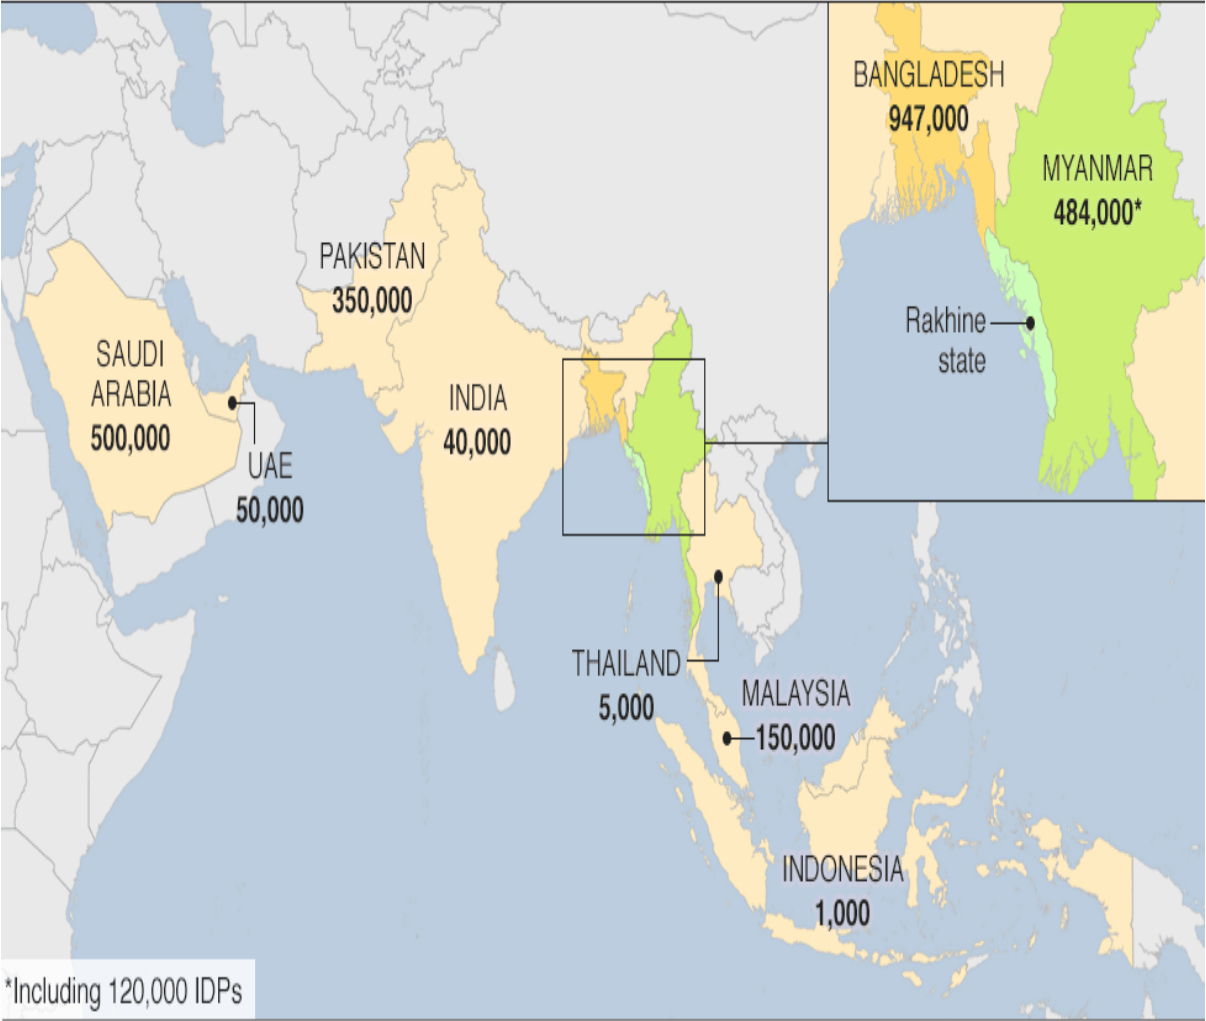 BANGLADESH
947,000
MYANMAR
484,000*
Rakhine
state
PAKISTAN
350,000
SAUDI
ARABIA
500,000
INDIA
40,000
UAE
50,000
THAILAND
5,000
MALAYSIA
150,000
INDONESIA
1,000
*Including 120,000 IDPs